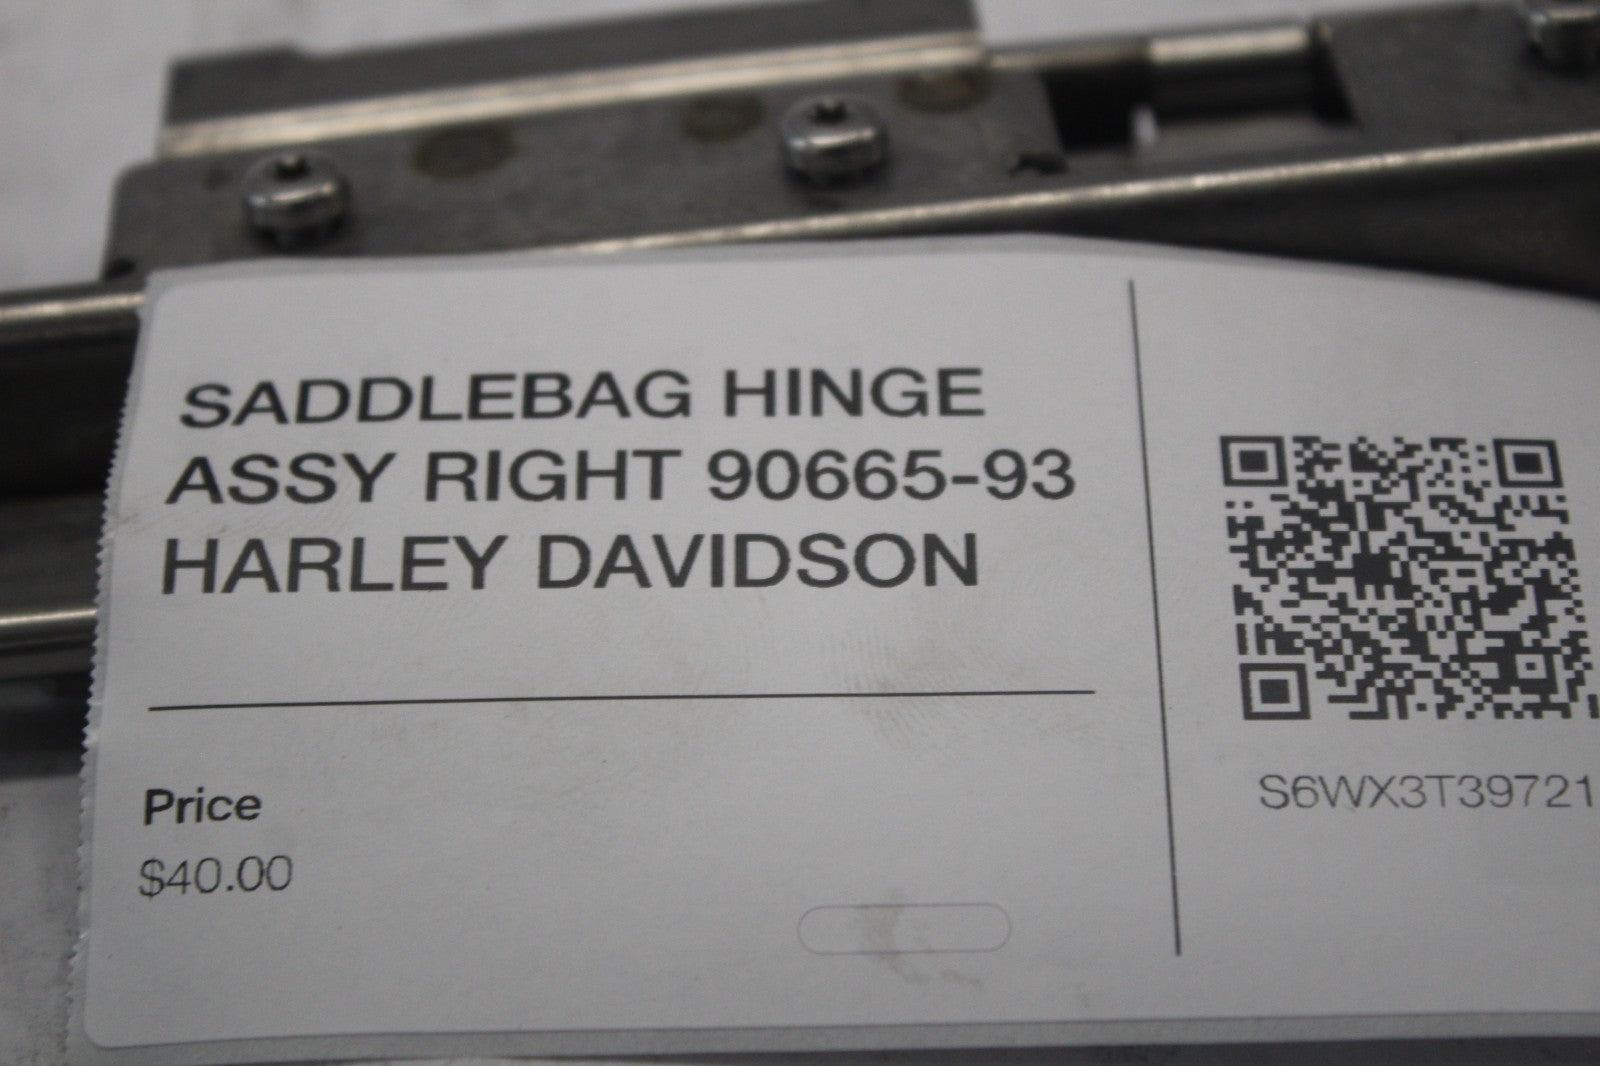 SADDLEBAG HINGE
ASSY RIGHT 90665-93
HARLEY DAVIDSON
Price
$40.00
S6WX3T39721